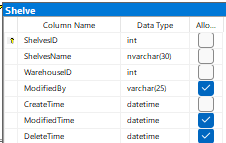 Shelve
Column Name Data Type Allo...
ShelvesID int
ShelvesName nvarchar(30)
WarehouseID int
ModifiedBy varchar(25)
CreateTime datetime
ModifiedTime datetime
DeleteTime datetime